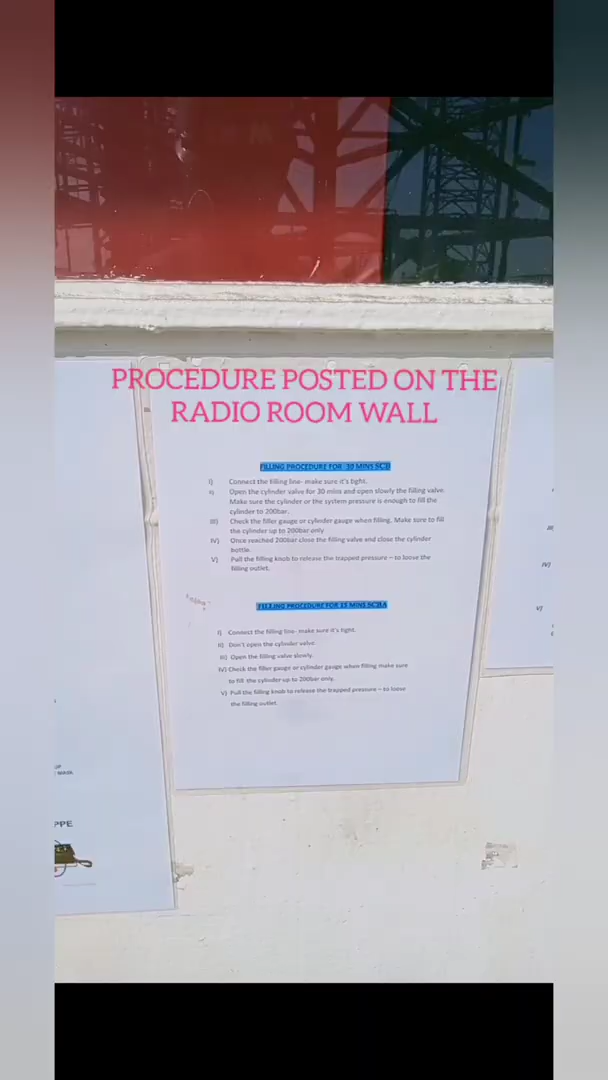 PROCEDURE POSTED ON THE
RADIO ROOM WALL
FILLING PROCEDURE FOR 30 MINS SCB
I) Connect the filling line- make sure it's tight.
II) Open the cylinder valve for 30 mins and open slowly the filling valve.
Make sure the cylinder or the system pressure is enough to fill the
cylinder to 200bar.
III) Check the filler gauge or cylinder gauge when filling. Make sure to fill
the cylinder up to 200bar only
IV) Once reached 200bar close the filling valve and close the cylinder
bottle.
V) Pull the filling knob to release the trapped pressure – to loose the
filling outlet.
FILLING PROCEDURE FOR 15 MINS SCBA
I) Connect the filling line- make sure it's tight.
II) Don't open the cylinder valve
III) Open the filling valve slowly.
IV) Check the filler gauge or cylinder gauge when filling make sure
to fill the cylinder up to 200bar only.
V) Pull the filling knob to release the trapped pressure – to loose
the filling outlet
IV)
V)
MASK
PPE